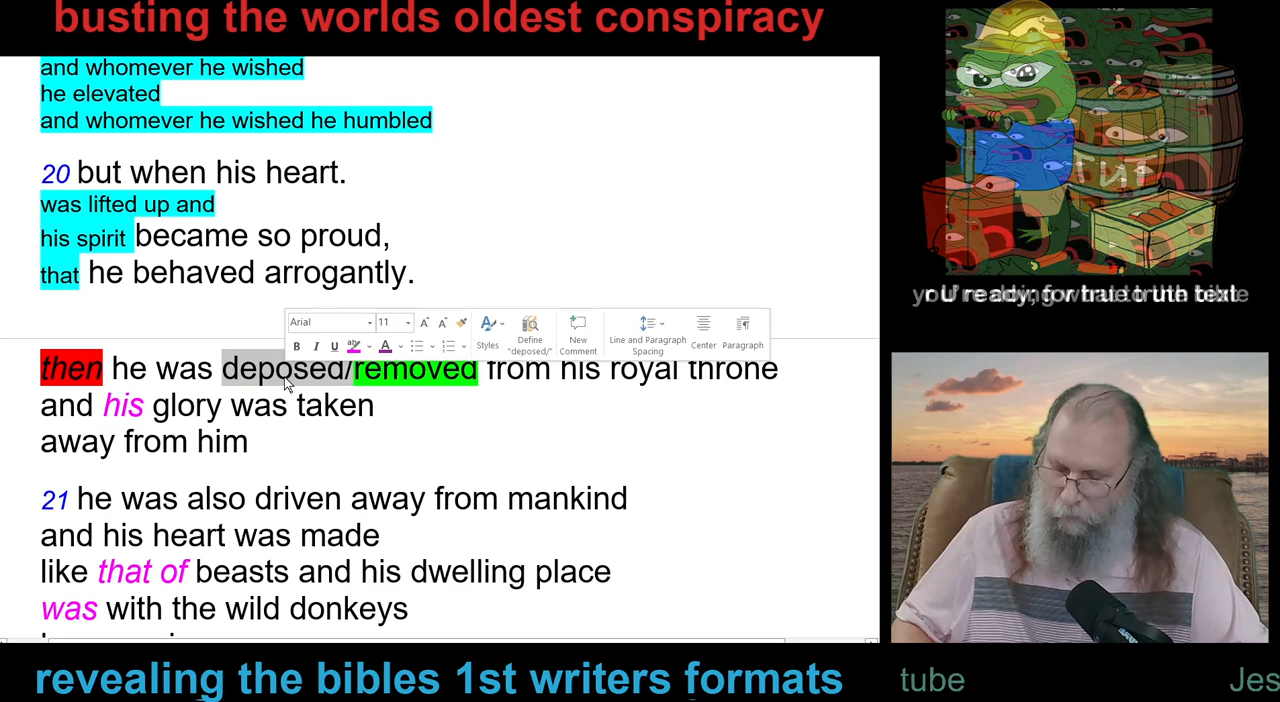 busting the worlds oldest conspiracy
and whomever he wished
he elevated
and whomever he wished he humbled
20 but when his heart.
was lifted up and
his spirit became so proud,
that he behaved arrogantly.
Arial 11
Styles
Define "deposed/"
New Comment
Line and Paragraph Spacing
Center
Paragraph
then he was deposed/removed from his royal throne
and his glory was taken
away from him
21 he was also driven away from mankind
and his heart was made
like that of beasts and his dwelling place
was with the wild donkeys
revealing the bibles 1st writers formats
tube Jes